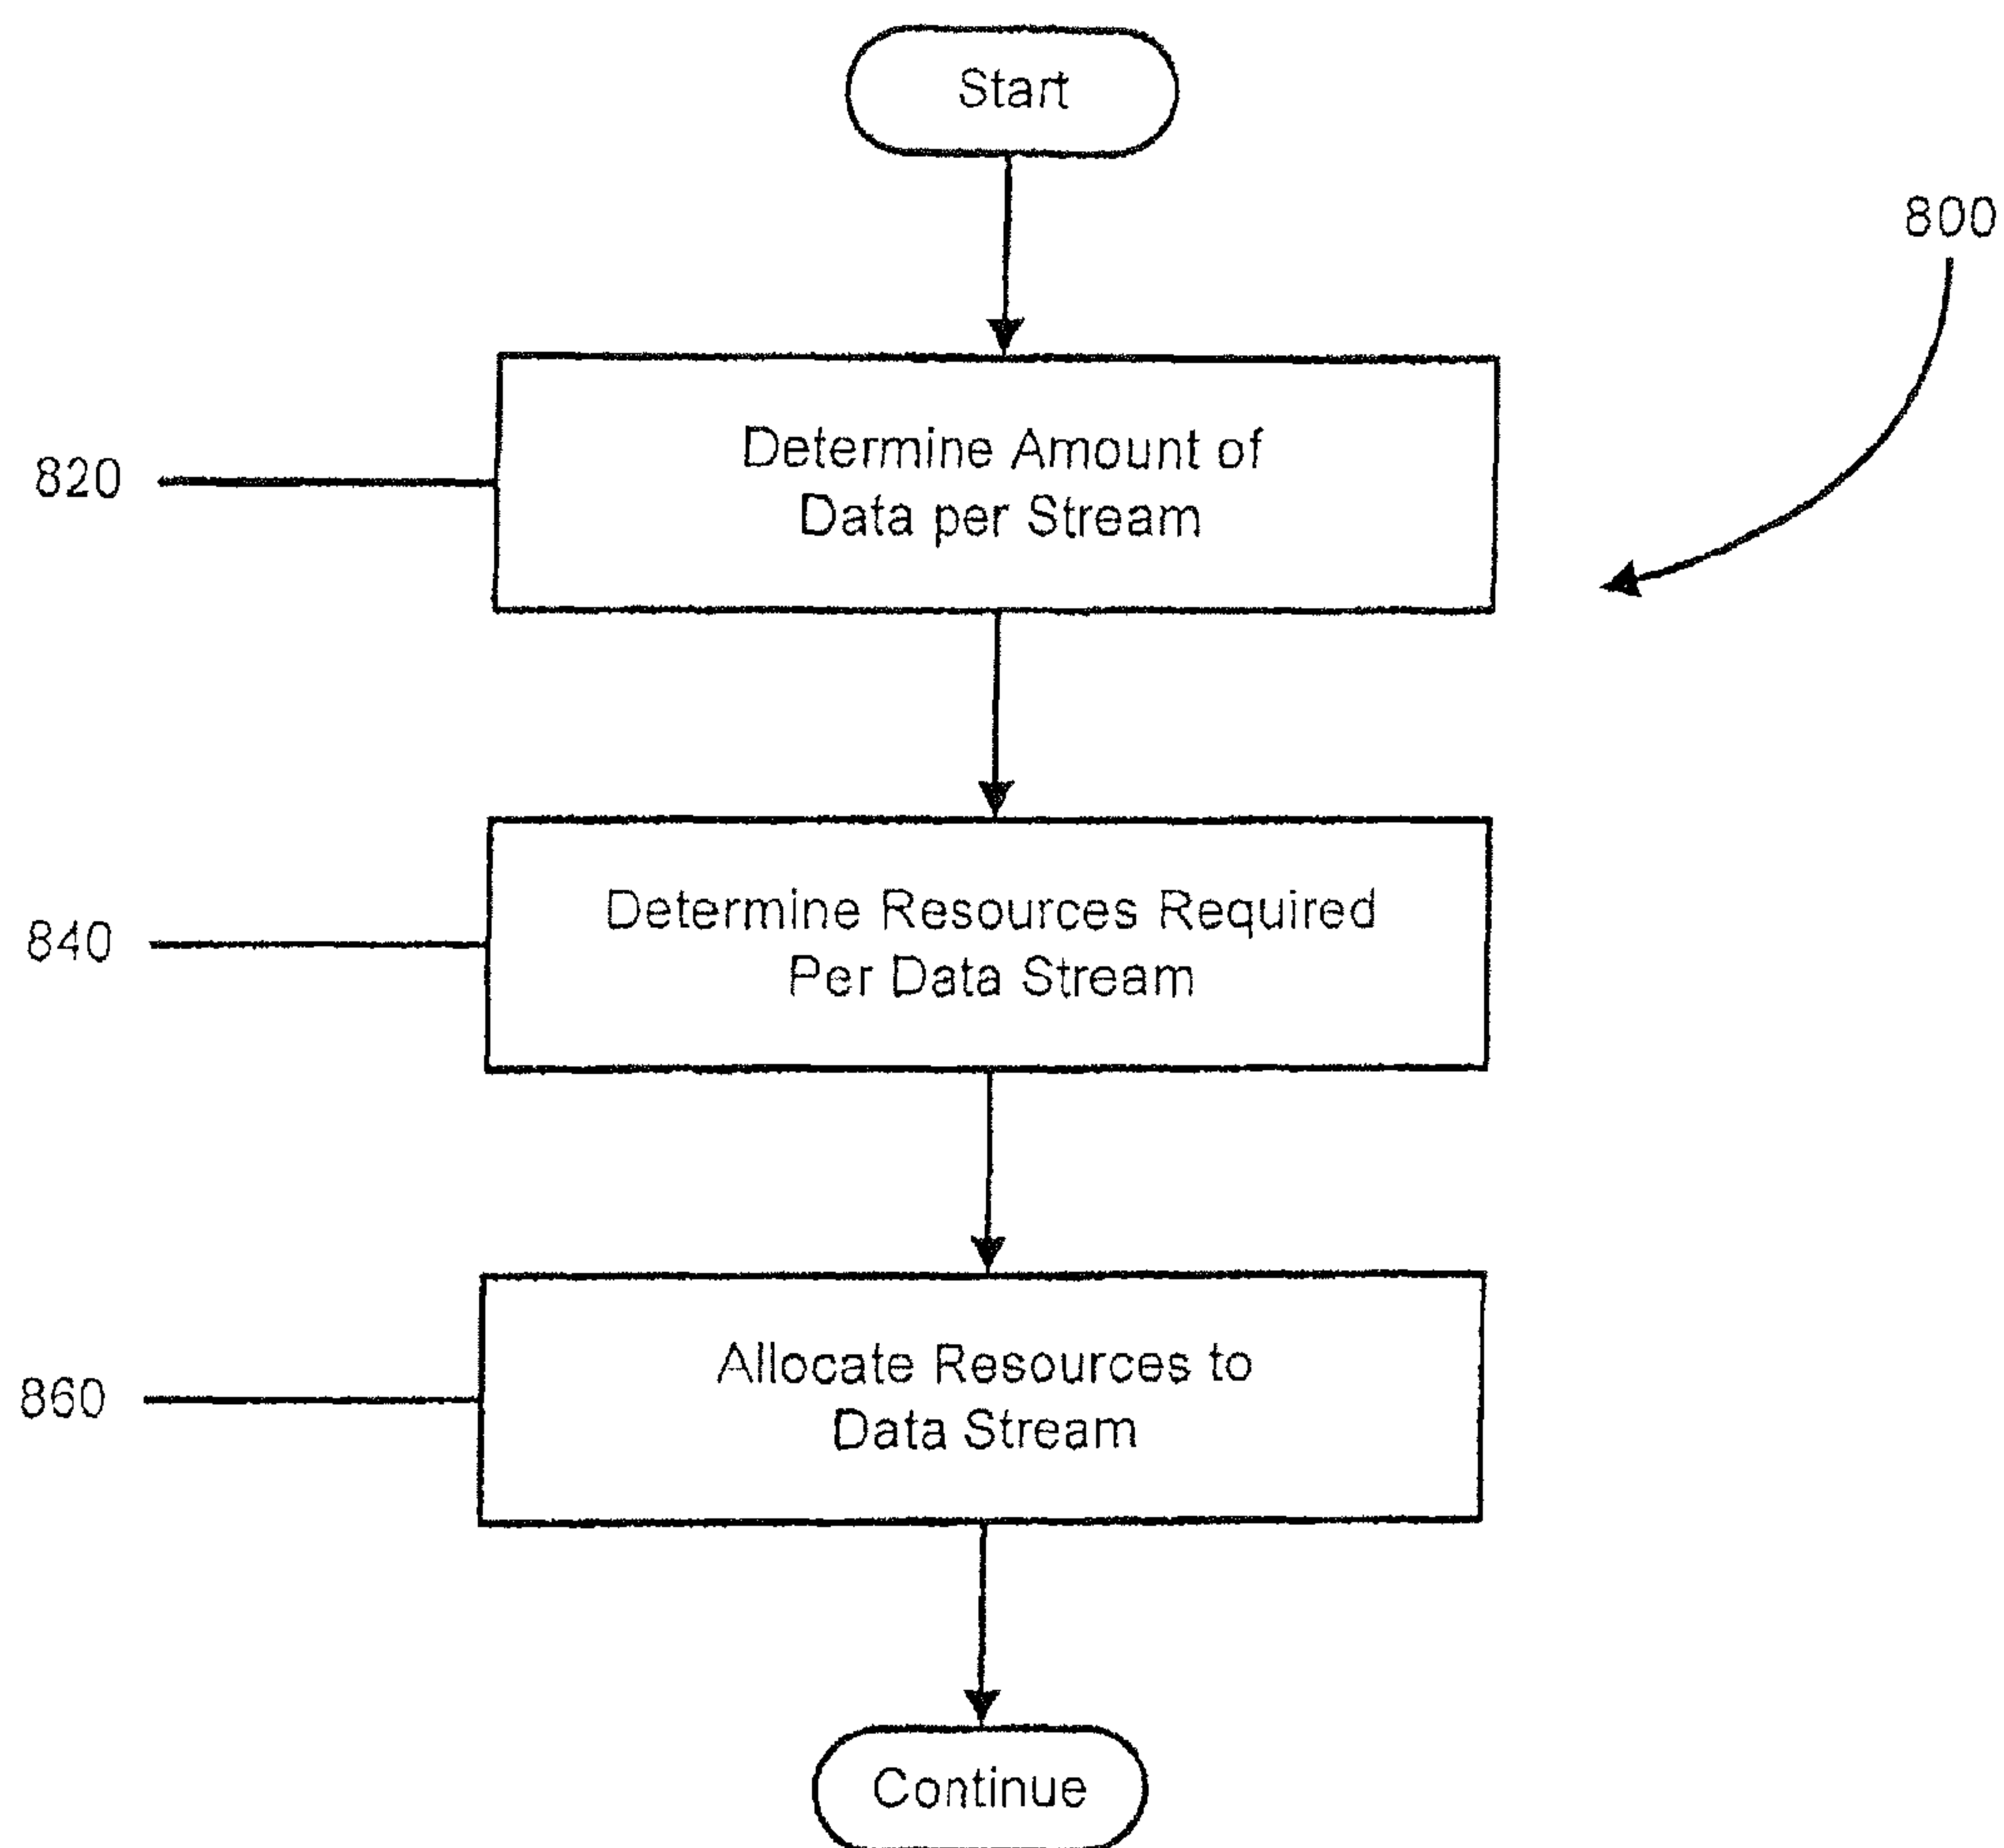 Start
800
820
Determine Amount of
Data per Stream
840
Determine Resources Required
Per Data Stream
860
Allocate Resources to
Data Stream
Continue